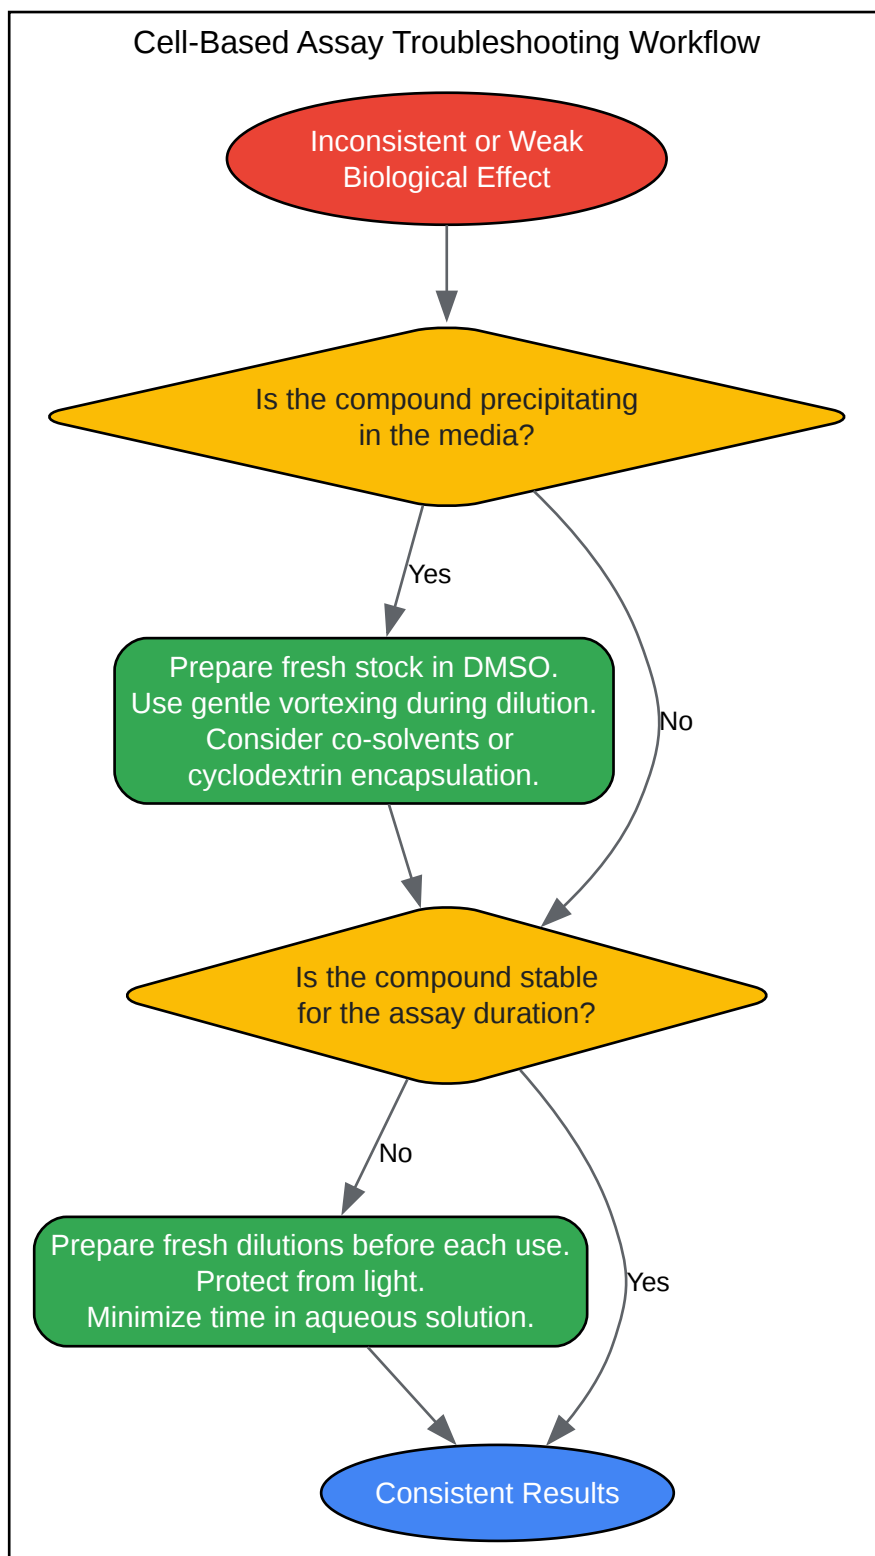 Cell-Based Assay Troubleshooting Workflow
Inconsistent or Weak
Biological Effect
Is the compound precipitating
in the media?
Yes
Prepare fresh stock in DMSO.
Use gentle vortexing during dilution.
Consider co-solvents or
cyclodextrin encapsulation.
No
Is the compound stable
for the assay duration?
No
Prepare fresh dilutions before each use.
Protect from light.
Minimize time in aqueous solution.
Yes
Consistent Results